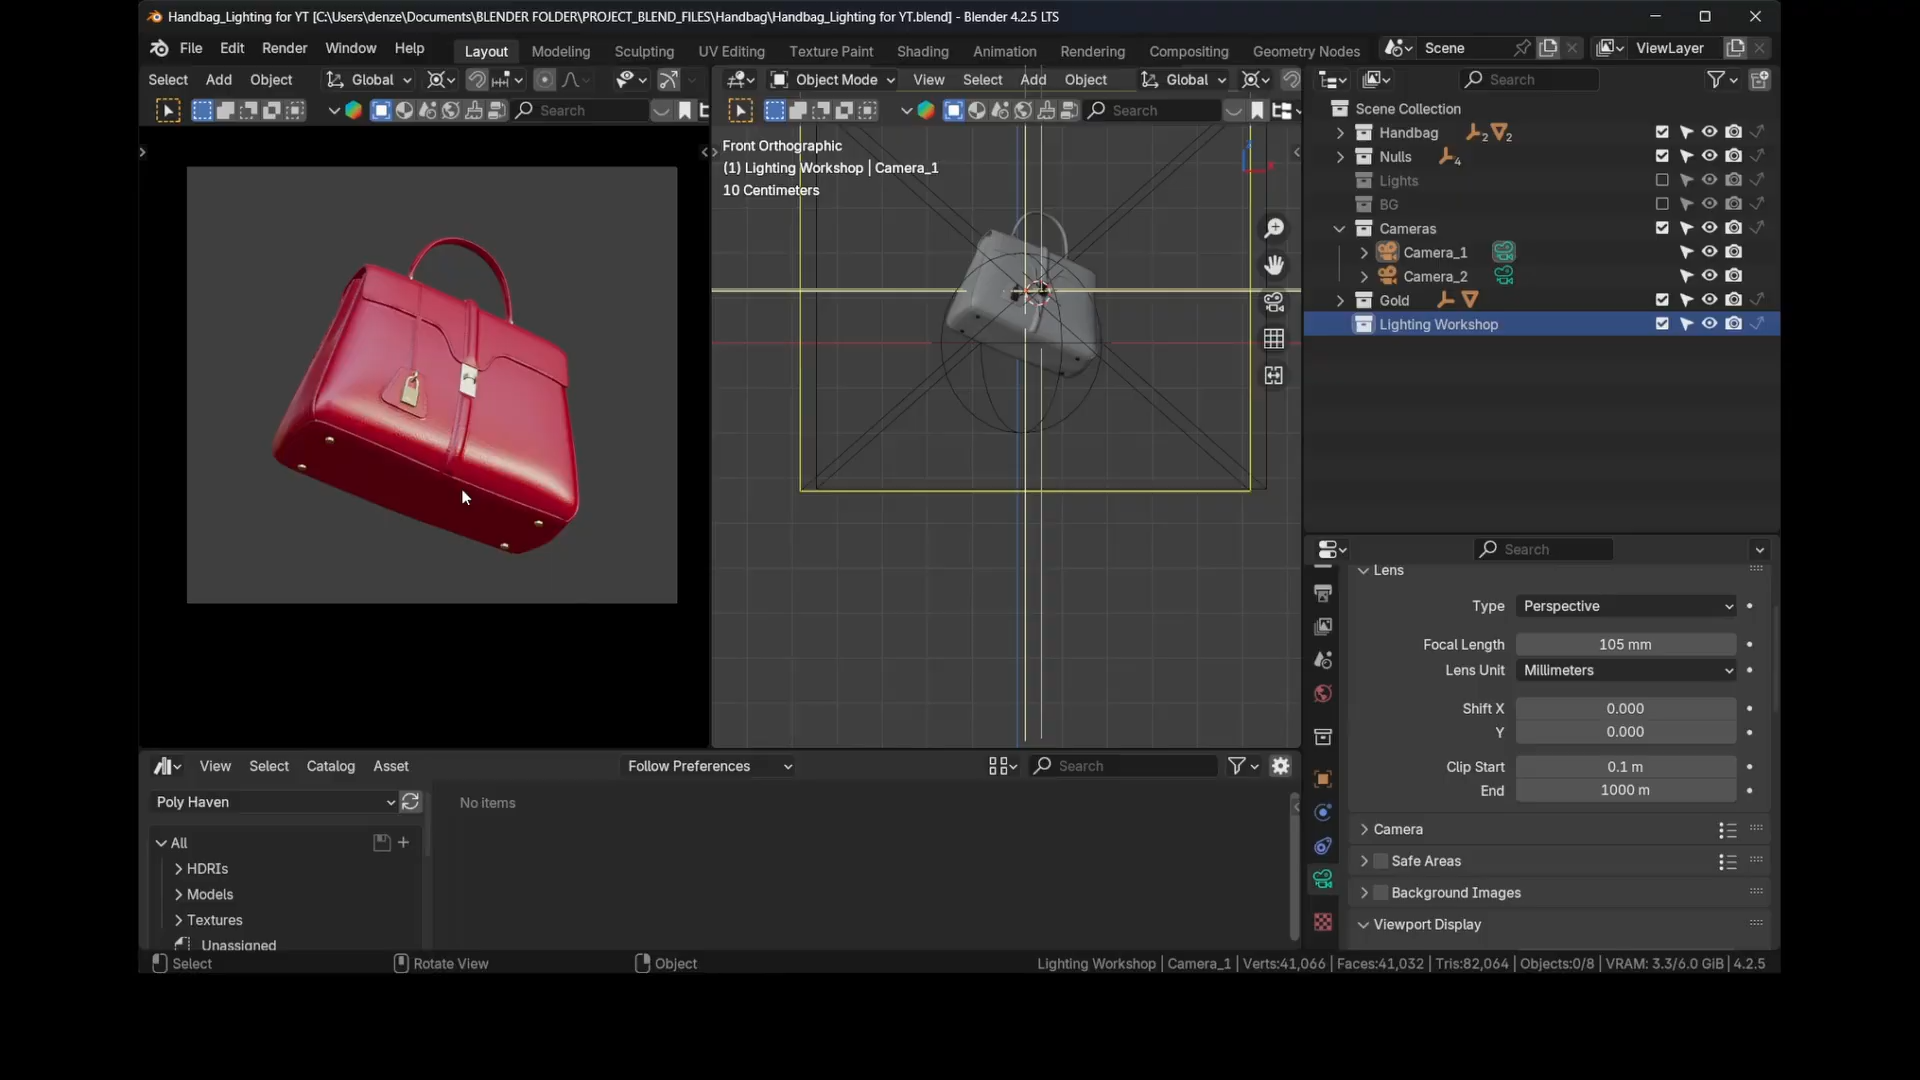 Handbag_Lighting for YT [C:\Users\denze\Documents\BLENDER FOLDER\PROJECT_BLEND_FILES\Handbag\Handbag_Lighting for YT.blend] - Blender 4.2.5 LTS
File Edit Render Window Help Layout Modeling Sculpting UV Editing Texture Paint Shading Animation Rendering Compositing Geometry Nodes Scene ViewLayer
Select Add Object Global Object Mode View Select Add Object Global Search
Search Search
Front Orthographic
(1) Lighting Workshop | Camera_1
10 Centimeters
Scene Collection
Handbag 2 2
Nulls 4
Lights
BG
Cameras
Camera_1
Camera_2
Gold
Lighting Workshop
Search
Lens
Type Perspective
Focal Length 105 mm
Lens Unit Millimeters
Shift X 0.000
Y 0.000
Clip Start 0.1 m
End 1000 m
Camera
Safe Areas
Background Images
Viewport Display
View Select Catalog Asset Follow Preferences Search
Poly Haven
No items
All
HDRIs
Models
Textures
Unassigned
Select Rotate View Object Lighting Workshop | Camera_1 | Verts:41,066 | Faces:41,032 | Tris:82,064 | Objects:0/8 | VRAM: 3.3/6.0 GiB | 4.2.5